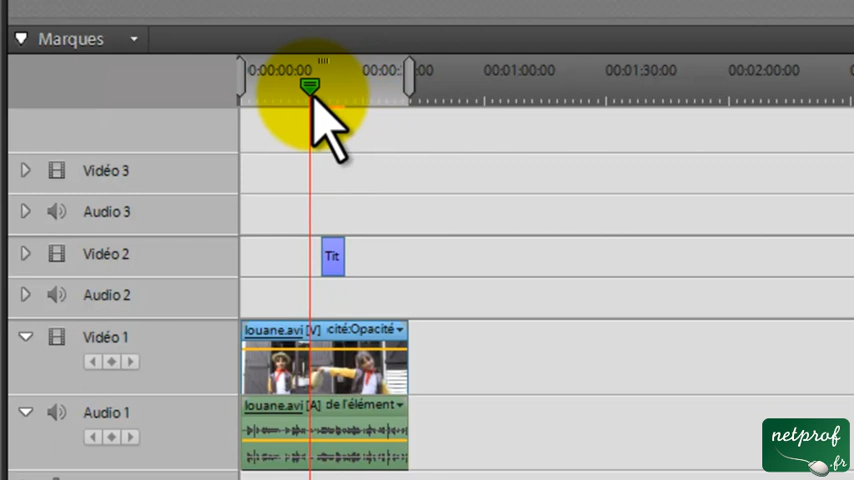 Marques
0:00:00:00 00:00: :00 00:01:00:00 00:01:30:00 00:02:00:00
Vidéo 3
Audio 3
Vidéo 2
Tit
Audio 2
Vidéo 1
louane.avi [V] cité:Opacité
Audio 1
louane.avi [A] de l'élément
netprof
.fr